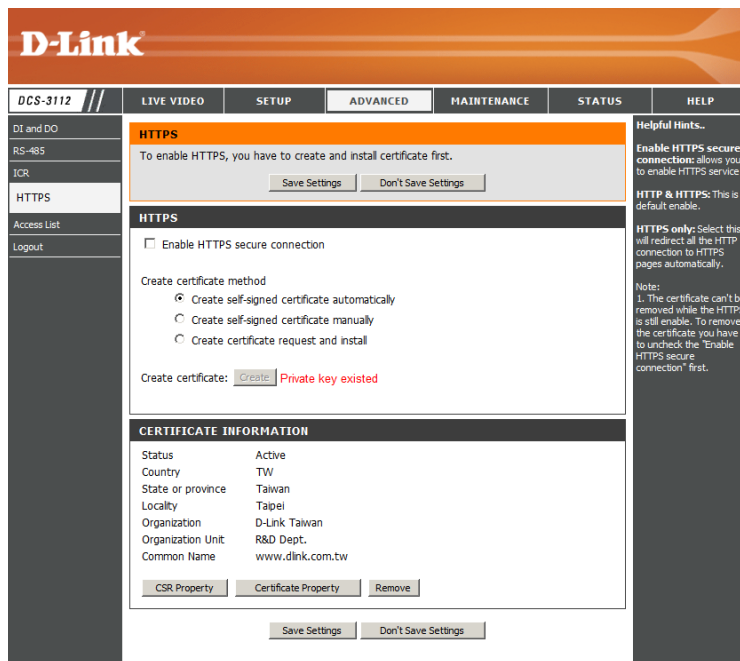 D-Link
DCS-3112 // LIVE VIDEO SETUP ADVANCED MAINTENANCE STATUS HELP
DI and DO
RS-485
ICR
HTTPS
Access List
Logout
HTTPS
To enable HTTPS, you have to create and install certificate first.
Save Settings Don't Save Settings
HTTPS
Enable HTTPS secure connection
Create certificate method
Create self-signed certificate automatically
Create self-signed certificate manually
Create certificate request and install
Create certificate: Create Private key existed
CERTIFICATE INFORMATION
Status Active
Country TW
State or province Taiwan
Locality Taipei
Organization D-Link Taiwan
Organization Unit R&D Dept.
Common Name www.dlink.com.tw
CSR Property Certificate Property Remove
Save Settings Don't Save Settings
Helpful Hints..
Enable HTTPS secure
connection: allows you
to enable HTTPS service
HTTP & HTTPS: This is
default enable.
HTTPS only: Select this
will redirect all the HTTP
connection to HTTPS
pages automatically.
Note:
1. The certificate can't b
removed while the HTTP
is still enable. To remove
the certificate you have
to uncheck the "Enable
HTTPS secure
connection" first.